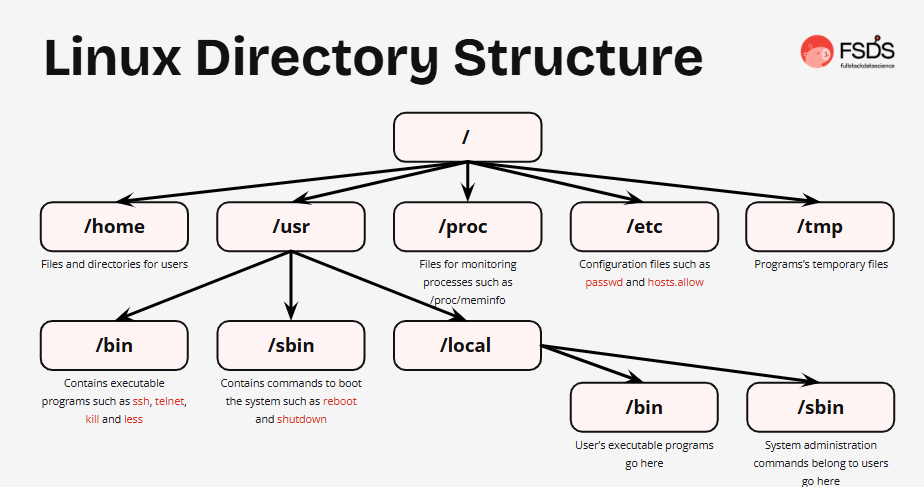 Linux Directory Structure
FSDS
fullstackdatascience
/
/home
/usr
/proc
/etc
/tmp
Files and directories for users
Files for monitoring
processes such as
/proc/meminfo
Configuration files such as
passwd and hosts.allow
Programs's temporary files
/bin
/sbin
/local
Contains executable
programs such as ssh, telnet,
kill and less
Contains commands to boot
the system such as reboot
and shutdown
/bin
/sbin
User's executable programs
go here
System administration
commands belong to users
go here